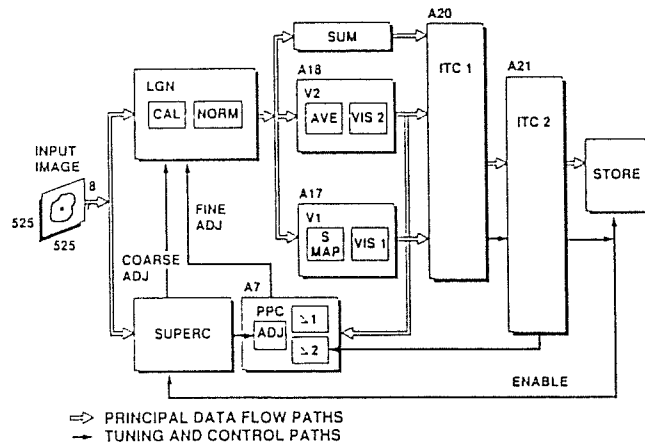 A20
SUM
ITC 1
A21
LGN
CAL
NORM
A18
V2
AVE
VIS 2
ITC 2
INPUT
IMAGE
8
525
525
STORE
FINE
ADJ
A17
V1
S
MAP
VIS 1
COARSE
ADJ
A7
SUPERC
PPC
ADJ
1
2
ENABLE
PRINCIPAL DATA FLOW PATHS
TUNING AND CONTROL PATHS